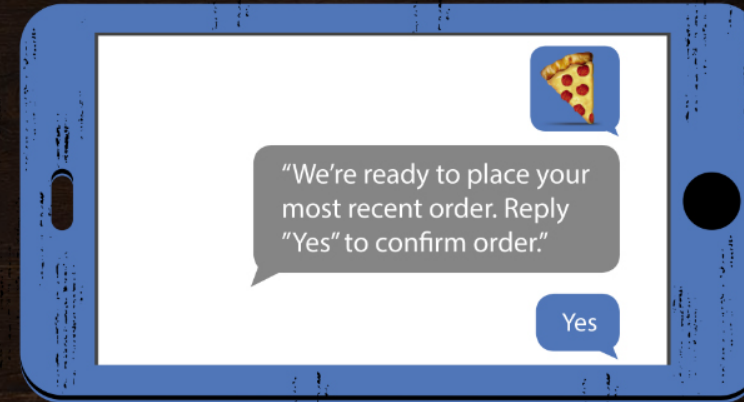 “We’re ready to place your
most recent order. Reply
”Yes” to confirm order.”
Yes